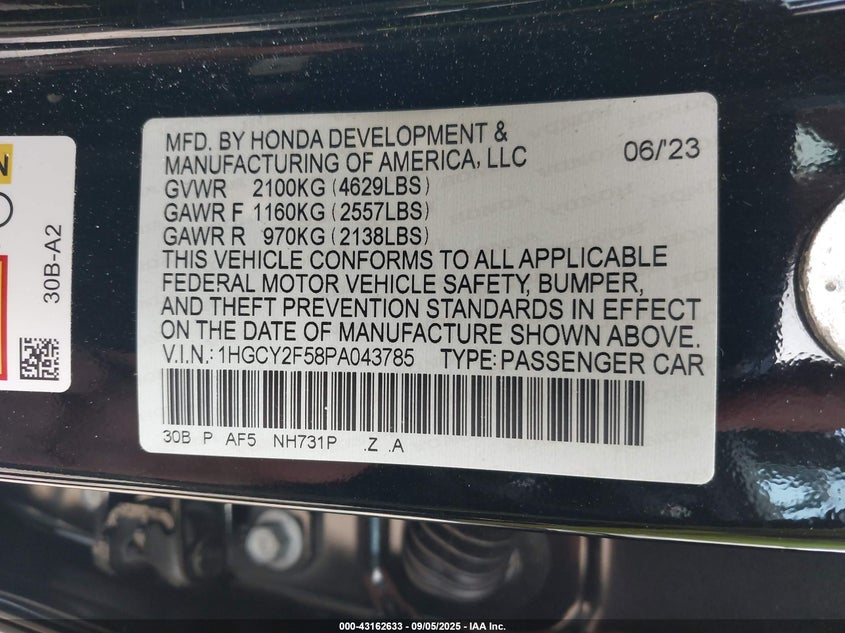 N
30B-A2
MFD. BY HONDA DEVELOPMENT &
MANUFACTURING OF AMERICA, LLC 06/'23
GVWR 2100KG (4629LBS)
GAWR F 1160KG (2557LBS)
GAWR R 970KG (2138LBS)
THIS VEHICLE CONFORMS TO ALL APPLICABLE
FEDERAL MOTOR VEHICLE SAFETY, BUMPER,
AND THEFT PREVENTION STANDARDS IN EFFECT
ON THE DATE OF MANUFACTURE SHOWN ABOVE.
V.I.N.: 1HGCY2F58PA043785 TYPE: PASSENGER CAR
30B P AF5 NH731P .Z .A
000-43162633 - 09/05/2025 - IAA Inc.